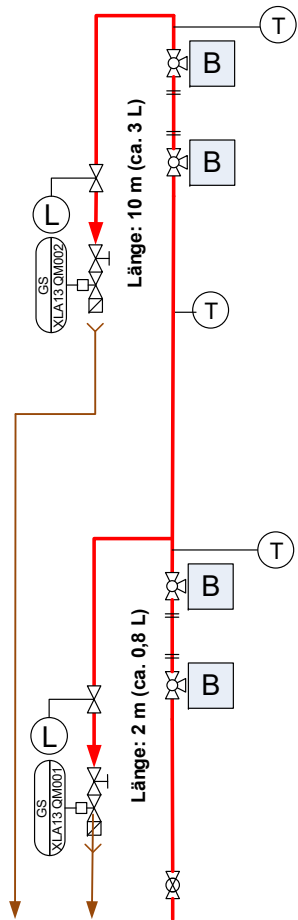 T
B
B
L
Länge: 10 m (ca. 3 L)
GS
XLA13 QM002
T
T
B
B
L
Länge: 2 m (ca. 0,8 L)
GS
XLA13 QM001